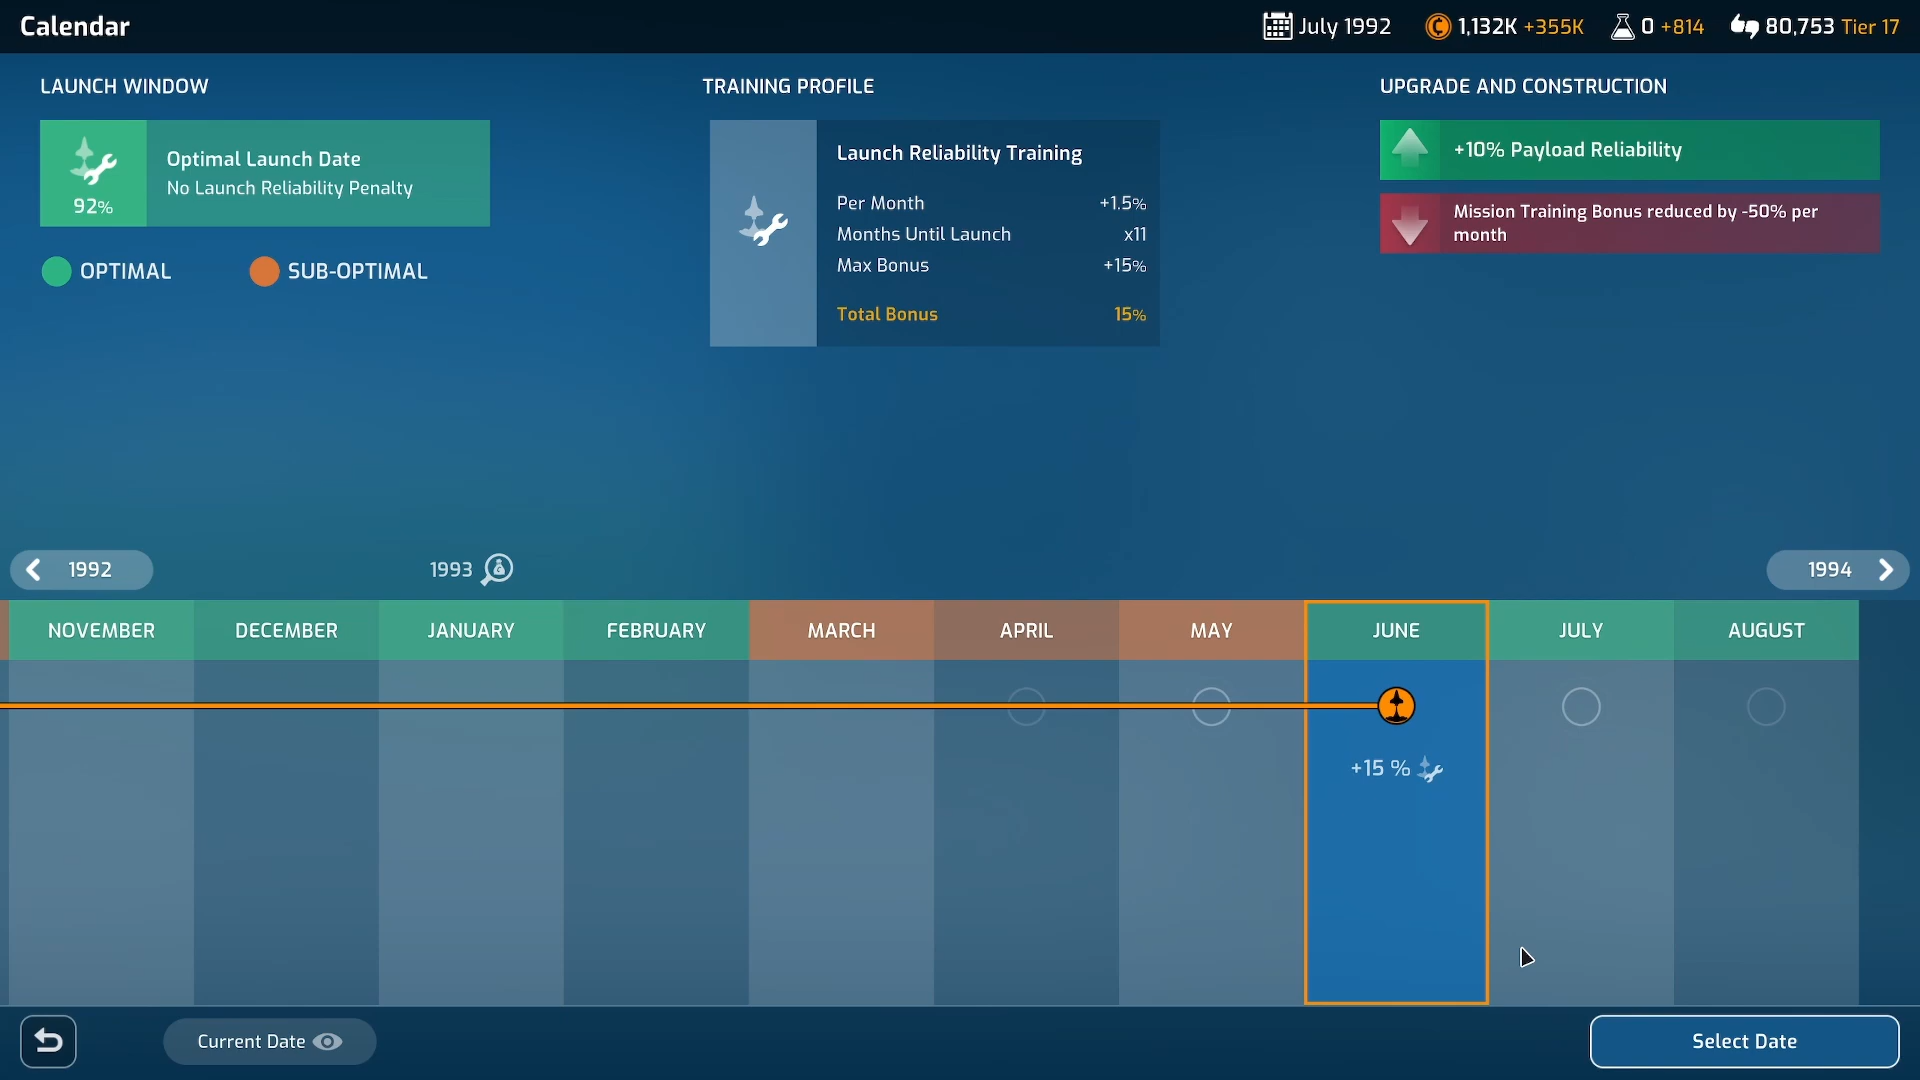 Calendar
July 1992
1,132K +355K
0 +814
80,753 Tier 17
LAUNCH WINDOW
92%
Optimal Launch Date
No Launch Reliability Penalty
OPTIMAL
SUB-OPTIMAL
TRAINING PROFILE
Launch Reliability Training
Per Month +1.5%
Months Until Launch x11
Max Bonus +15%
Total Bonus 15%
UPGRADE AND CONSTRUCTION
+10% Payload Reliability
Mission Training Bonus reduced by -50% per
month
1992
1993
1994
NOVEMBER DECEMBER JANUARY FEBRUARY MARCH APRIL MAY JUNE JULY AUGUST
+15 %
Current Date
Select Date